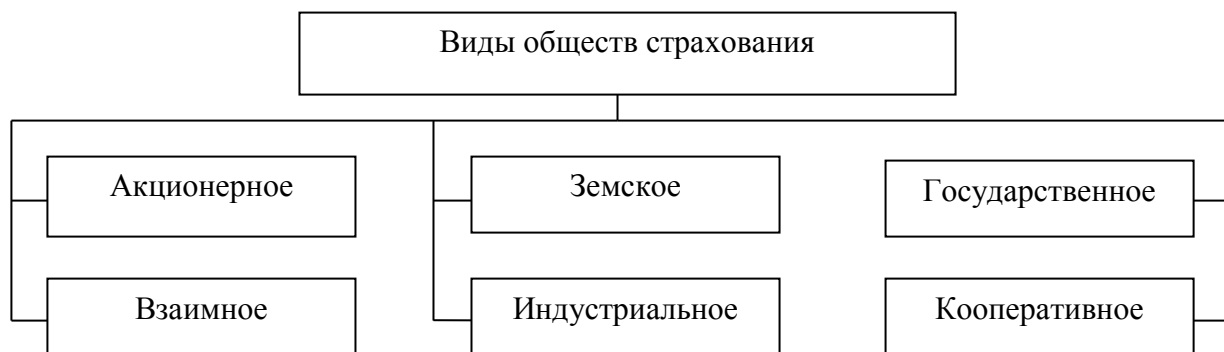 Виды обществ страхования
Акционерное
Земское
Государственное
Взаимное
Индустриальное
Кооперативное